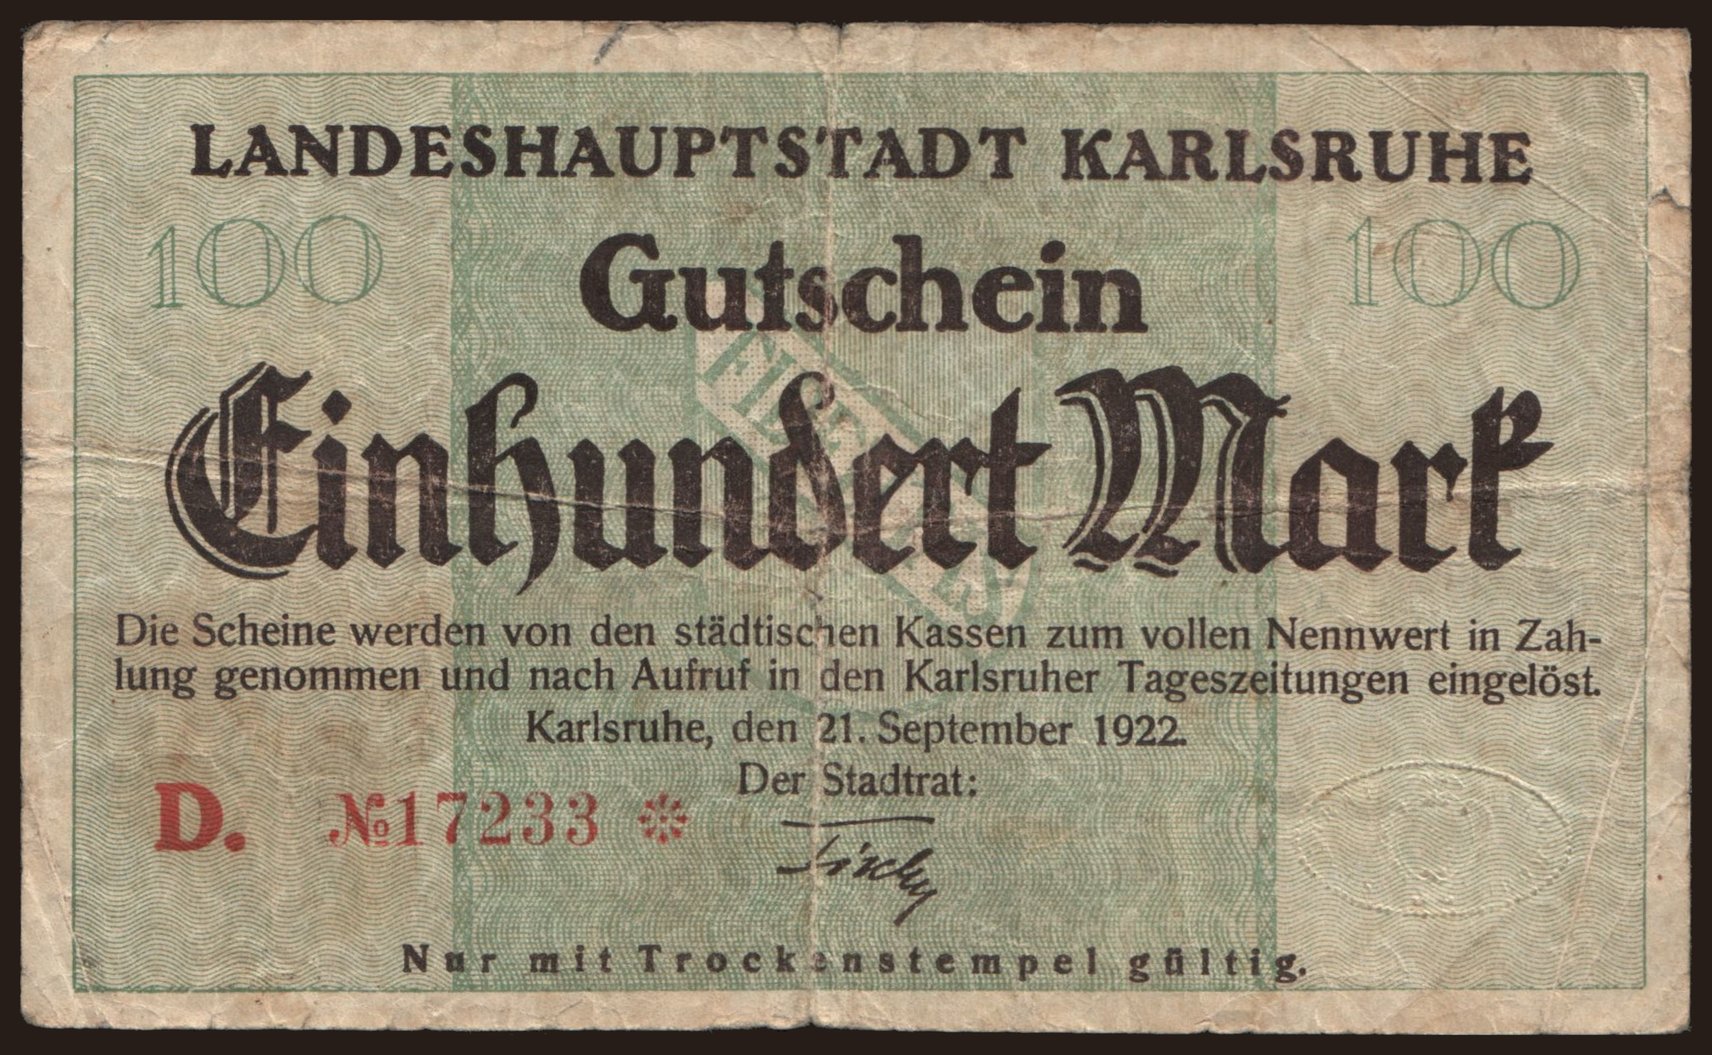 LANDESHAUPTSTADT KARLSRUHE
100 100
Gutschein
Einhundert Mark
Die Scheine werden von den städtischen Kassen zum vollen Nennwert in Zah-
lung genommen und nach Aufruf in den Karlsruher Tageszeitungen eingelöst.
Karlsruhe, den 21. September 1922.
Der Stadtrat:
D. №17233 *
Nur mit Trockenstempel gültig.